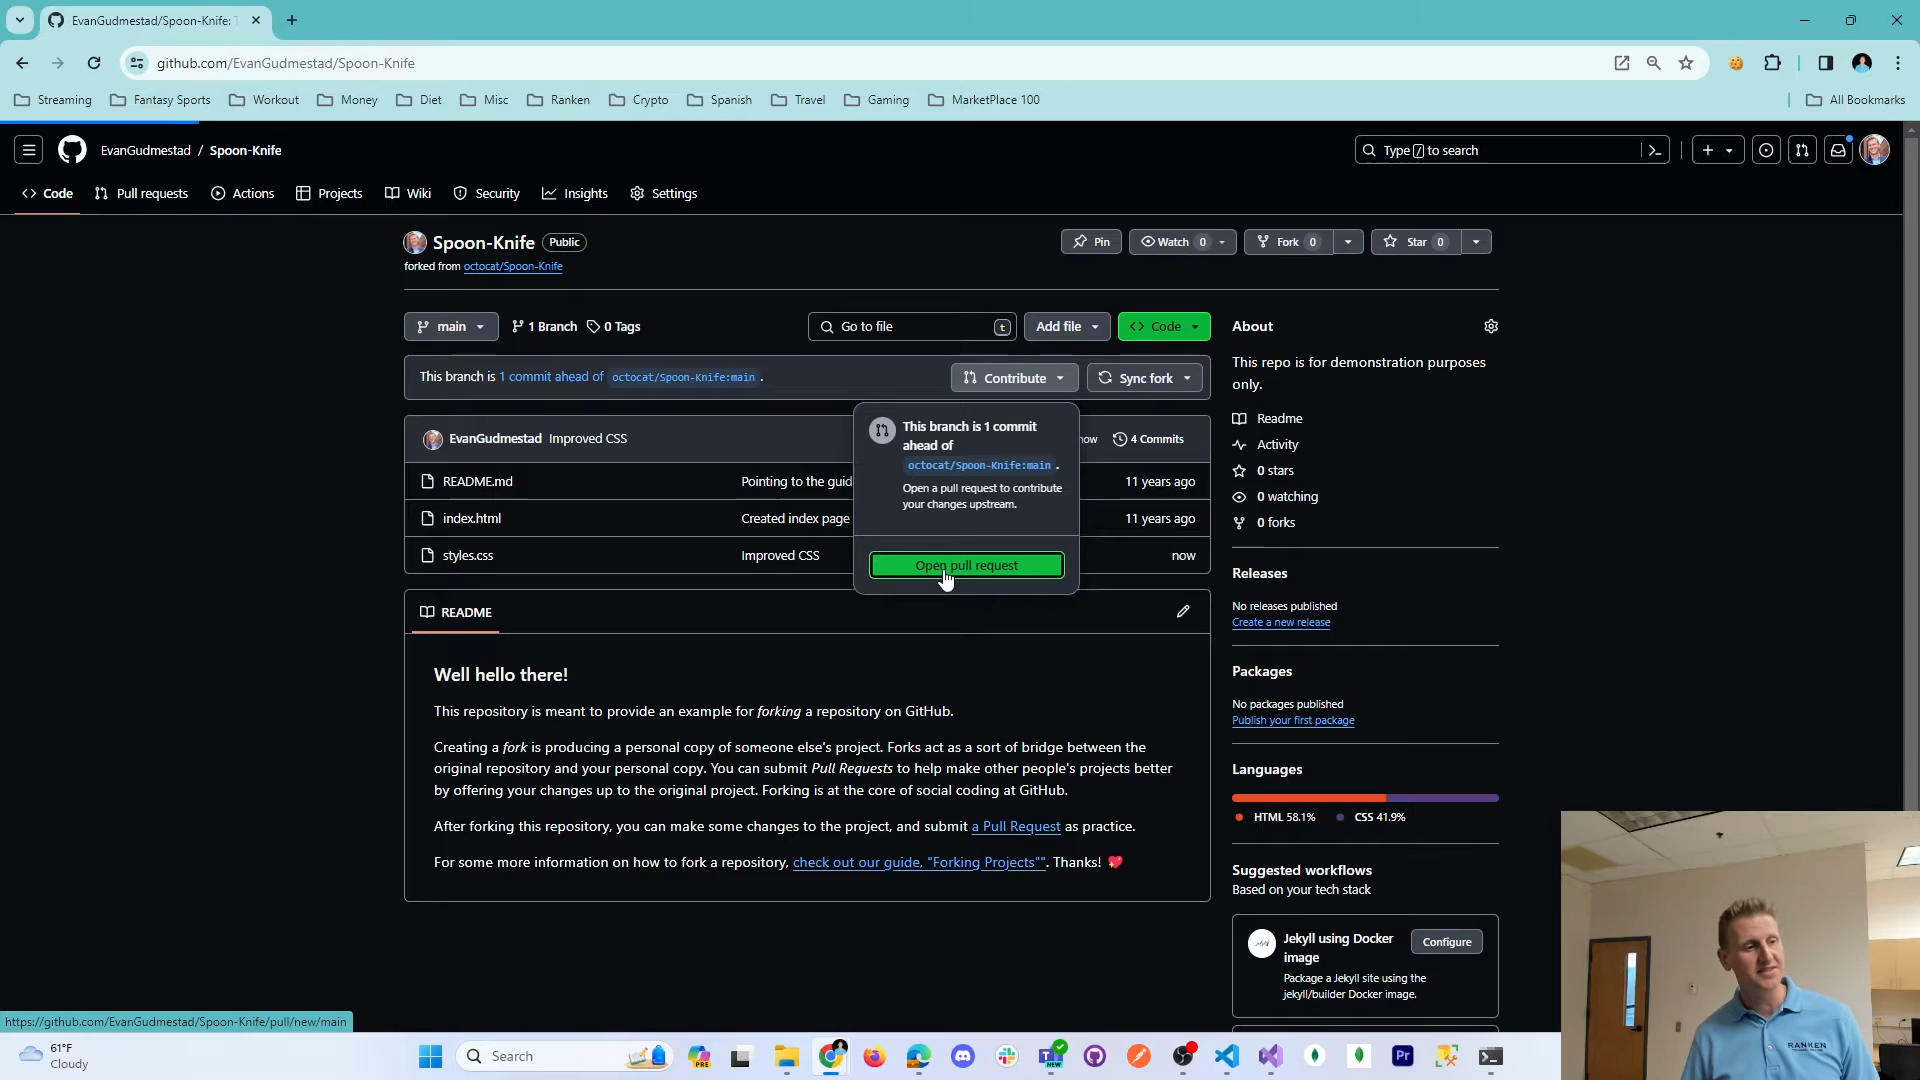 EvanGudmestad/Spoon-Knife: T
github.com/EvanGudmestad/Spoon-Knife
Streaming
Fantasy Sports
Workout
Money
Diet
Misc
Ranken
Crypto
Spanish
Travel
Gaming
MarketPlace 100
All Bookmarks
EvanGudmestad / Spoon-Knife
Type / to search
Code
Pull requests
Actions
Projects
Wiki
Security
Insights
Settings
Spoon-Knife Public
forked from octocat/Spoon-Knife
Pin
Watch 0
Fork 0
Star 0
main
1 Branch
0 Tags
Go to file t
Add file
<> Code
This branch is 1 commit ahead of octocat/Spoon-Knife:main .
Contribute
Sync fork
This branch is 1 commit
ahead of
octocat/Spoon-Knife:main .
Open a pull request to contribute
your changes upstream.
Open pull request
EvanGudmestad Improved CSS
now
4 Commits
README.md
Pointing to the guid
11 years ago
index.html
Created index page
11 years ago
styles.css
Improved CSS
now
README
Well hello there!
This repository is meant to provide an example for forking a repository on GitHub.
Creating a fork is producing a personal copy of someone else's project. Forks act as a sort of bridge between the
original repository and your personal copy. You can submit Pull Requests to help make other people's projects better
by offering your changes up to the original project. Forking is at the core of social coding at GitHub.
After forking this repository, you can make some changes to the project, and submit a Pull Request as practice.
For some more information on how to fork a repository, check out our guide, "Forking Projects"". Thanks! 💖
About
This repo is for demonstration purposes
only.
Readme
Activity
0 stars
0 watching
0 forks
Releases
No releases published
Create a new release
Packages
No packages published
Publish your first package
Languages
HTML 58.1%
CSS 41.9%
Suggested workflows
Based on your tech stack
Jekyll using Docker
image
Configure
Package a Jekyll site using the
jekyll/builder Docker image.
RANKEN
https://github.com/EvanGudmestad/Spoon-Knife/pull/new/main
61°F
Cloudy
Search
PRE
NEW
Pr